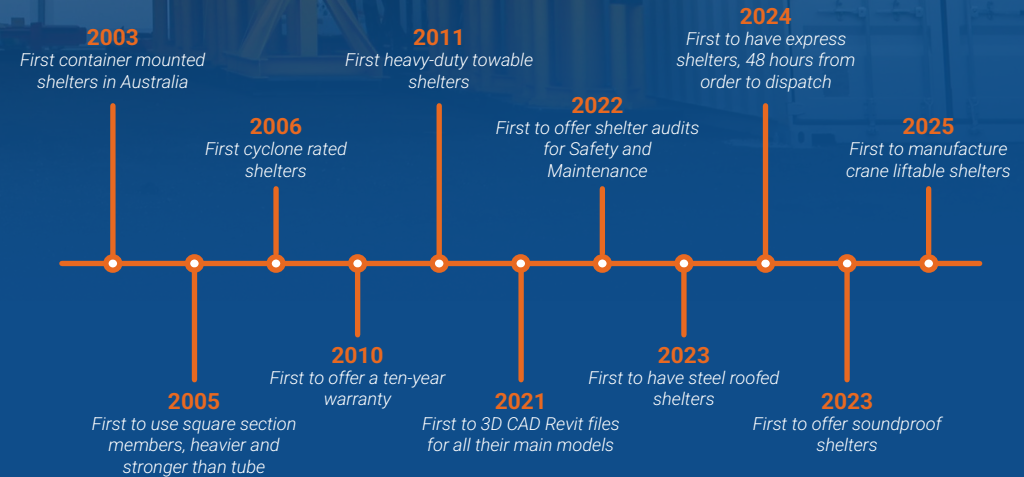 2003
First container mounted
shelters in Australia
2005
First to use square section
members, heavier and
stronger than tube
2006
First cyclone rated
shelters
2010
First to offer a ten-year
warranty
2011
First heavy-duty towable
shelters
2021
First to 3D CAD Revit files
for all their main models
2022
First to offer shelter audits
for Safety and
Maintenance
2023
First to have steel roofed
shelters
2024
First to have express
shelters, 48 hours from
order to dispatch
2023
First to offer soundproof
shelters
2025
First to manufacture
crane liftable shelters